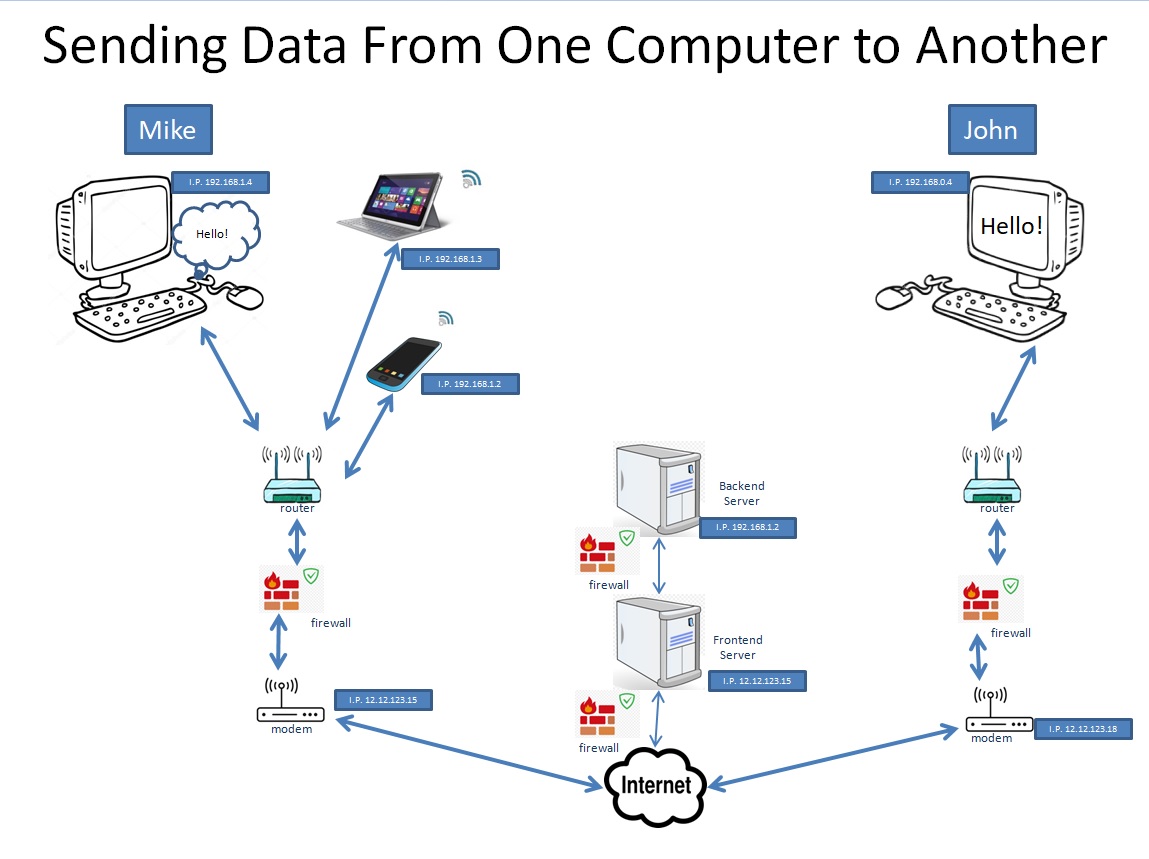 Sending Data From One Computer to Another
Mike
John
I.P. 192.168.1.4
I.P. 192.168.0.4
Hello!
Hello!
I.P. 192.168.1.3
I.P. 192.168.1.2
router
Backend
Server
I.P. 192.168.1.2
router
firewall
firewall
firewall
Frontend
Server
I.P. 12.12.123.15
I.P. 12.12.123.15
modem
firewall
modem
I.P. 12.12.123.18
Internet